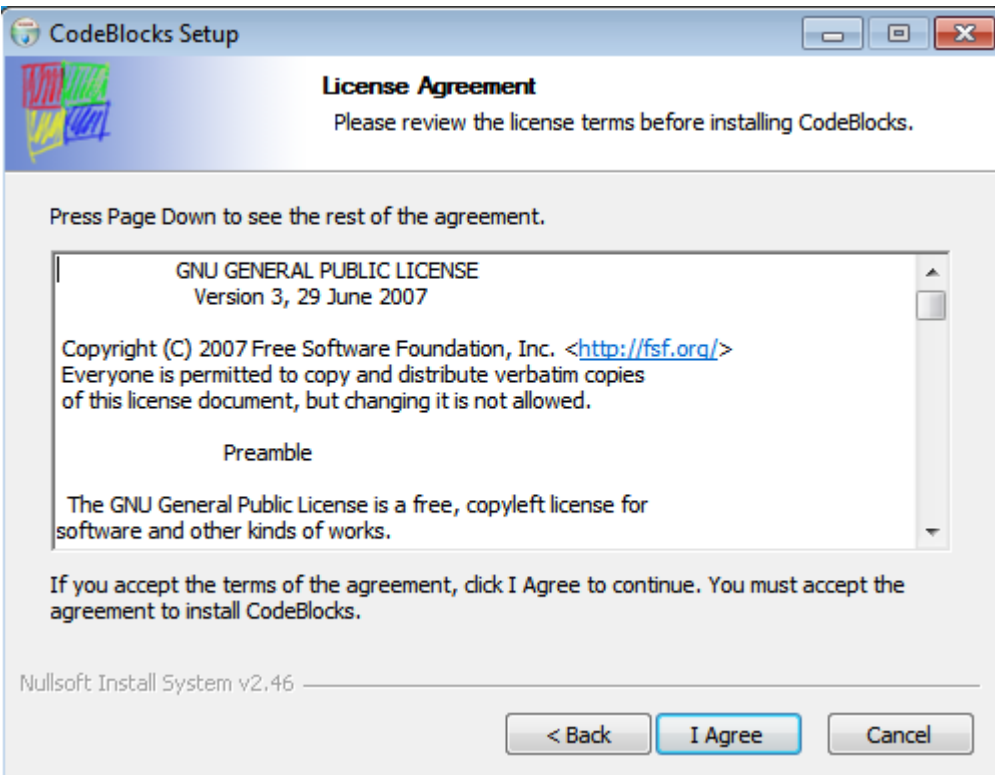 CodeBlocks Setup
License Agreement
Please review the license terms before installing CodeBlocks.
Press Page Down to see the rest of the agreement.
GNU GENERAL PUBLIC LICENSE
Version 3, 29 June 2007
Copyright (C) 2007 Free Software Foundation, Inc. <http://fsf.org/>
Everyone is permitted to copy and distribute verbatim copies
of this license document, but changing it is not allowed.
Preamble
The GNU General Public License is a free, copyleft license for
software and other kinds of works.
If you accept the terms of the agreement, click I Agree to continue. You must accept the
agreement to install CodeBlocks.
Nullsoft Install System v2.46
< Back
I Agree
Cancel